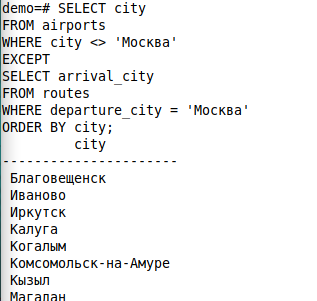 demo=# SELECT city
FROM airports
WHERE city <> 'Москва'
EXCEPT
SELECT arrival_city
FROM routes
WHERE departure_city = 'Москва'
ORDER BY city;
city
---------------------
Благовещенск
Иваново
Иркутск
Калуга
Когалым
Комсомольск-на-Амуре
Кызыл
Магадан